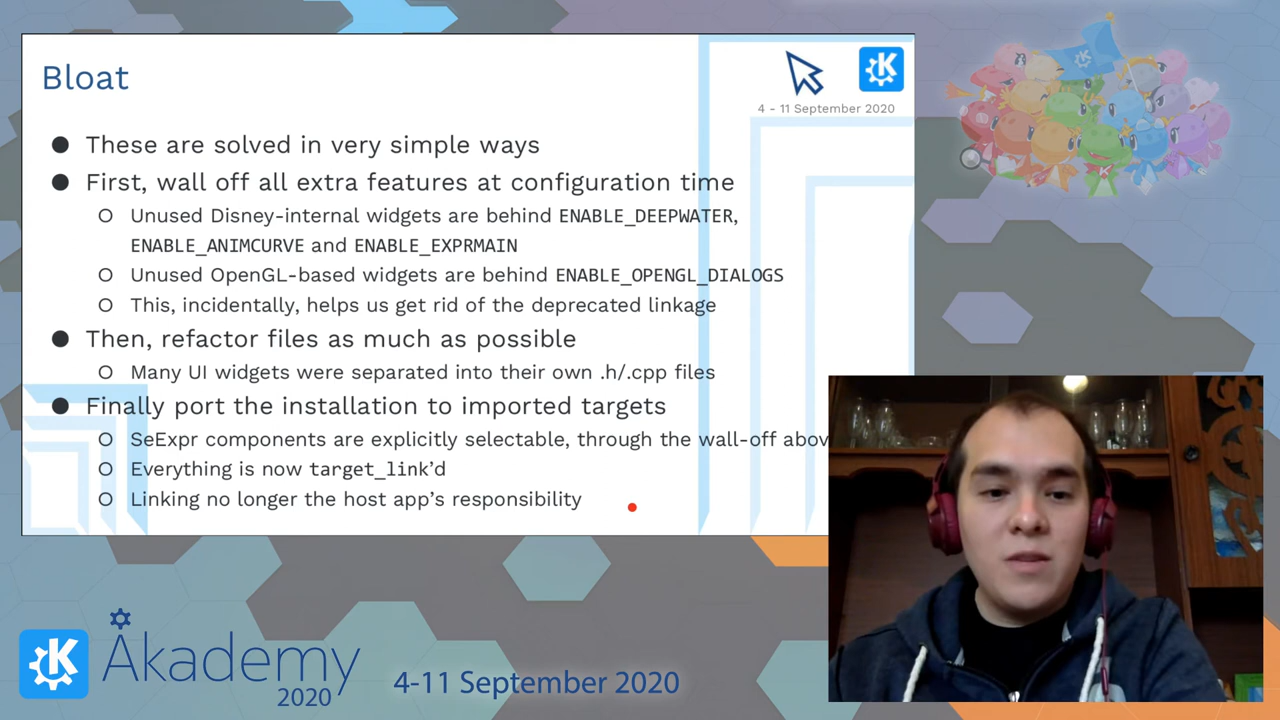 Bloat
4 - 11 September 2020
● These are solved in very simple ways
● First, wall off all extra features at configuration time
○ Unused Disney-internal widgets are behind ENABLE_DEEPWATER,
ENABLE_ANIMCURVE and ENABLE_EXPRMAIN
○ Unused OpenGL-based widgets are behind ENABLE_OPENGL_DIALOGS
○ This, incidentally, helps us get rid of the deprecated linkage
● Then, refactor files as much as possible
○ Many UI widgets were separated into their own .h/.cpp files
● Finally port the installation to imported targets
○ SeExpr components are explicitly selectable, through the wall-off abov
○ Everything is now target_link’d
○ Linking no longer the host app’s responsibility
Akademy
2020
4-11 September 2020